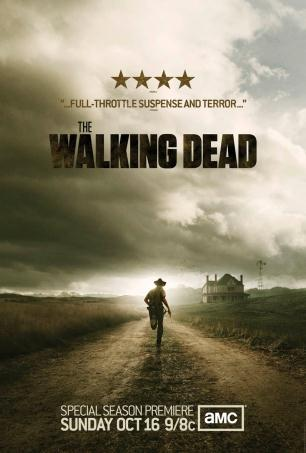 "...FULL-THROTTLE SUSPENSE AND TERROR..."
THE
WALKING DEAD
SPECIAL SEASON PREMIERE
SUNDAY OCT 16 9/8c
amc